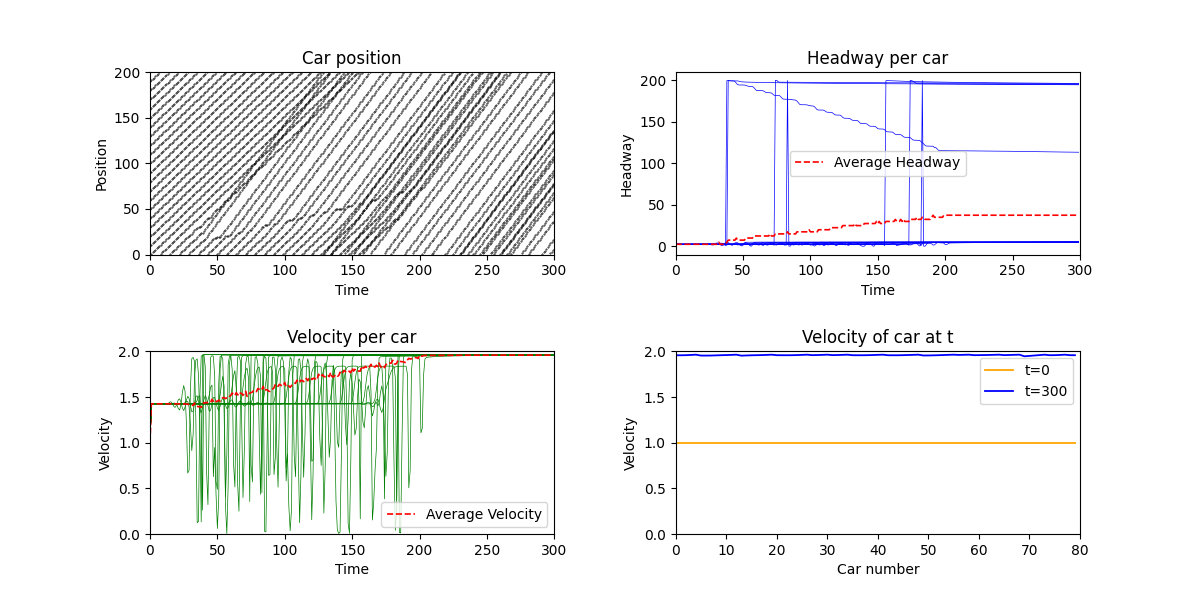 Car position
Position
200
150
100
50
0
0 50 100 150 200 250 300
Time
Headway per car
Headway
200
150
100
50
0
Average Headway
0 50 100 150 200 250 300
Time
Velocity per car
Velocity
2.0
1.5
1.0
0.5
0.0
Average Velocity
0 50 100 150 200 250 300
Time
Velocity of car at t
Velocity
2.0
1.5
1.0
0.5
0.0
t=0
t=300
0 10 20 30 40 50 60 70 80
Car number